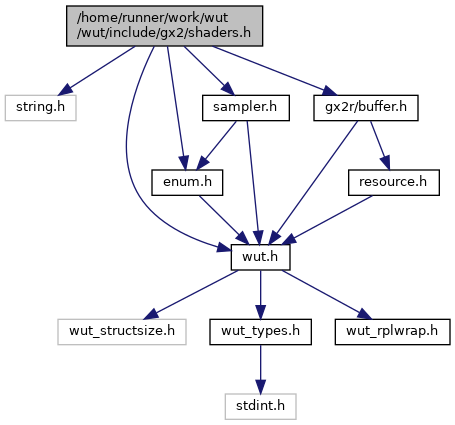 /home/runner/work/wut
/wut/include/gx2/shaders.h
string.h
sampler.h
gx2r/buffer.h
enum.h
resource.h
wut.h
wut_structsize.h
wut_types.h
wut_rplwrap.h
stdint.h